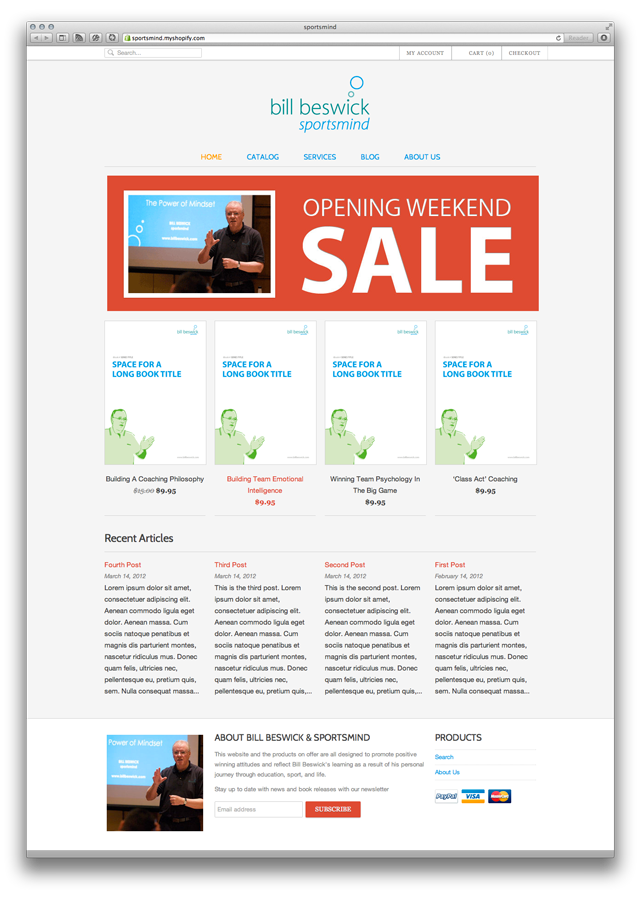 sportsmind
sportsmind.myshopify.com
Reader
Search...
MY ACCOUNT
CART (0)
CHECKOUT
bill beswick
sportsmind
HOME
CATALOG
SERVICES
BLOG
ABOUT US
The Power of Mindset
BILL BESWICK
sportsmind
www.billbeswick.com
OPENING WEEKEND
SALE
bill beswick
SPACE FOR A
LONG BOOK TITLE
bill beswick
SPACE FOR A
LONG BOOK TITLE
bill beswick
SPACE FOR A
LONG BOOK TITLE
bill beswick
SPACE FOR A
LONG BOOK TITLE
Building A Coaching Philosophy
$15.00 $9.95
Building Team Emotional
Intelligence
$9.95
Winning Team Psychology In
The Big Game
$9.95
'Class Act' Coaching
$9.95
Recent Articles
Fourth Post
March 14, 2012
Lorem ipsum dolor sit amet,
consectetuer adipiscing elit.
Aenean commodo ligula eget
dolor. Aenean massa. Cum
sociis natoque penatibus et
magnis dis parturient montes,
nascetur ridiculus mus. Donec
quam felis, ultricies nec,
pellentesque eu, pretium quis,
sem. Nulla consequat massa...
Third Post
March 14, 2012
This is the third post. Lorem
ipsum dolor sit amet,
consectetuer adipiscing elit.
Aenean commodo ligula eget
dolor. Aenean massa. Cum
sociis natoque penatibus et
magnis dis parturient montes,
nascetur ridiculus mus. Donec
quam felis, ultricies nec,
pellentesque eu, pretium quis,...
Second Post
March 14, 2012
This is the second post. Lorem
ipsum dolor sit amet,
consectetuer adipiscing elit.
Aenean commodo ligula eget
dolor. Aenean massa. Cum
sociis natoque penatibus et
magnis dis parturient montes,
nascetur ridiculus mus. Donec
quam felis, ultricies nec,
pellentesque eu, pretium quis,...
First Post
February 14, 2012
Lorem ipsum dolor sit amet,
consectetuer adipiscing elit.
Aenean commodo ligula eget
dolor. Aenean massa. Cum
sociis natoque penatibus et
magnis dis parturient montes,
nascetur ridiculus mus. Donec
quam felis, ultricies nec,
pellentesque eu, pretium quis,
sem. Nulla consequat massa...
Power of Mindset
BILL BESWICK
sportsmind
ABOUT BILL BESWICK & SPORTSMIND
This website and the products on offer are all designed to promote positive
winning attitudes and reflect Bill Beswick's learning as a result of his personal
journey through education, sport, and life.
Stay up to date with news and book releases with our newsletter
Email address
SUBSCRIBE
PRODUCTS
Search
About Us
PayPal
VISA
MasterCard